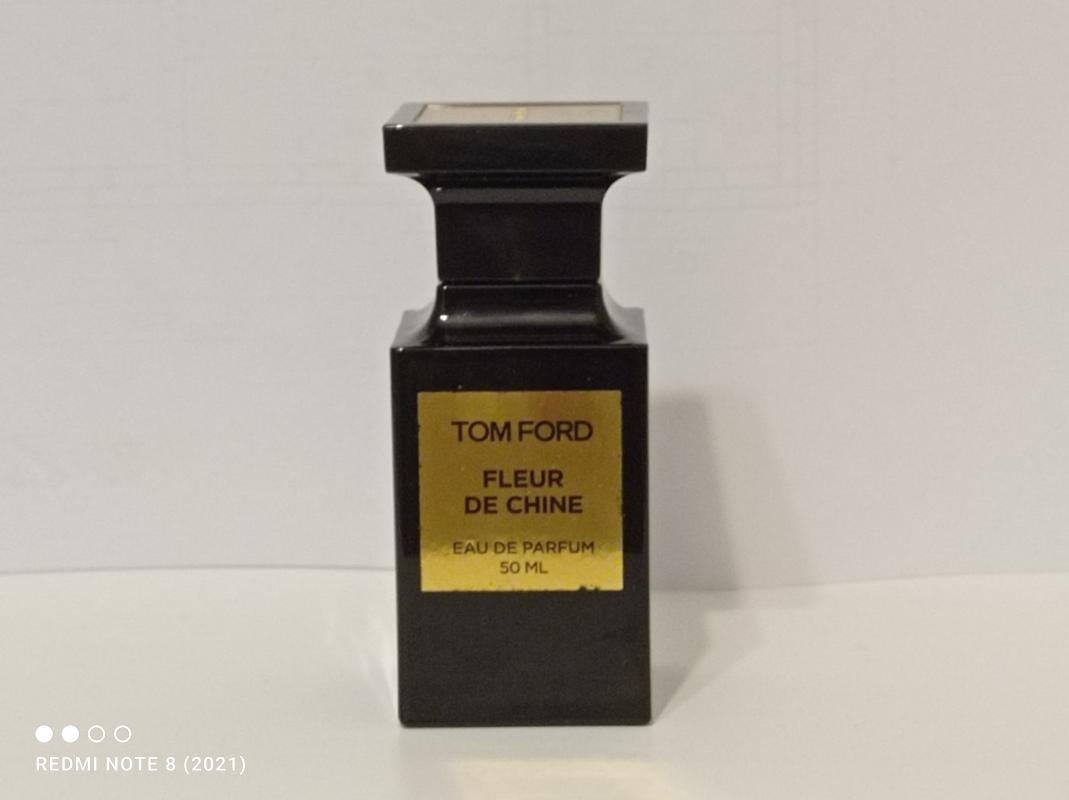 TOM FORD
FLEUR
DE CHINE
EAU DE PARFUM
50 ML
REDMI NOTE 8 (2021)